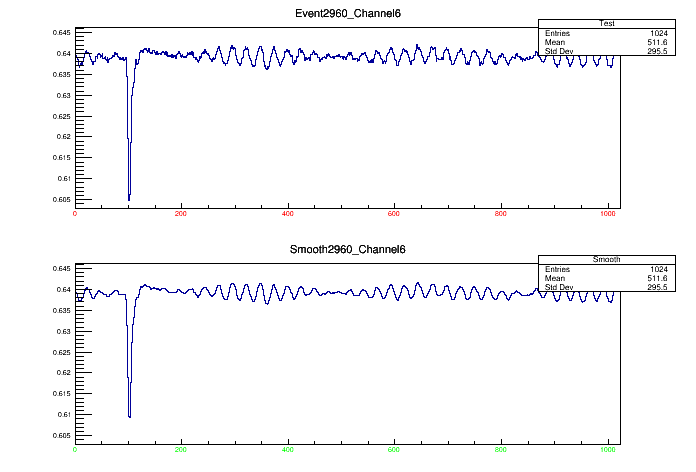 Event2960_Channel6
Test
Entries 1024
Mean 511.6
Std Dev 295.5
0.645
0.64
0.635
0.63
0.625
0.62
0.615
0.61
0.605
0 200 400 600 800 1000
Smooth2960_Channel6
Smooth
Entries 1024
Mean 511.6
Std Dev 295.5
0.645
0.64
0.635
0.63
0.625
0.62
0.615
0.61
0.605
0 200 400 600 800 1000